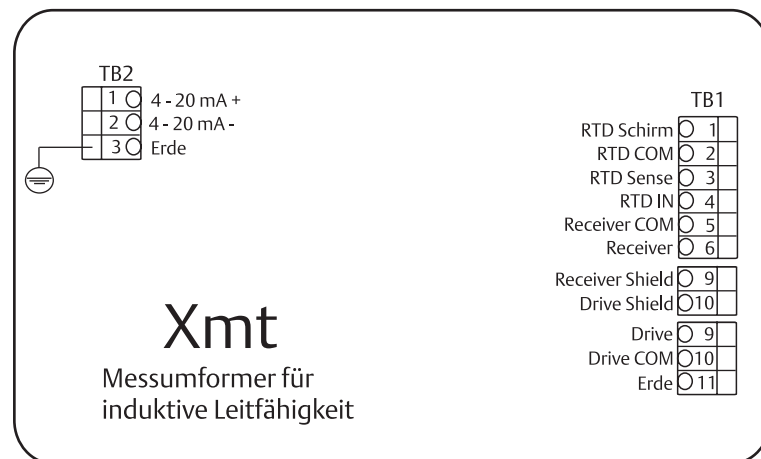 TB2
1 4 - 20 mA +
2 4 - 20 mA -
3 Erde
TB1
RTD Schirm 1
RTD COM 2
RTD Sense 3
RTD IN 4
Receiver COM 5
Receiver 6
Receiver Shield 9
Drive Shield 10
Drive 9
Drive COM 10
Erde 11
Xmt
Messumformer für
induktive Leitfähigkeit